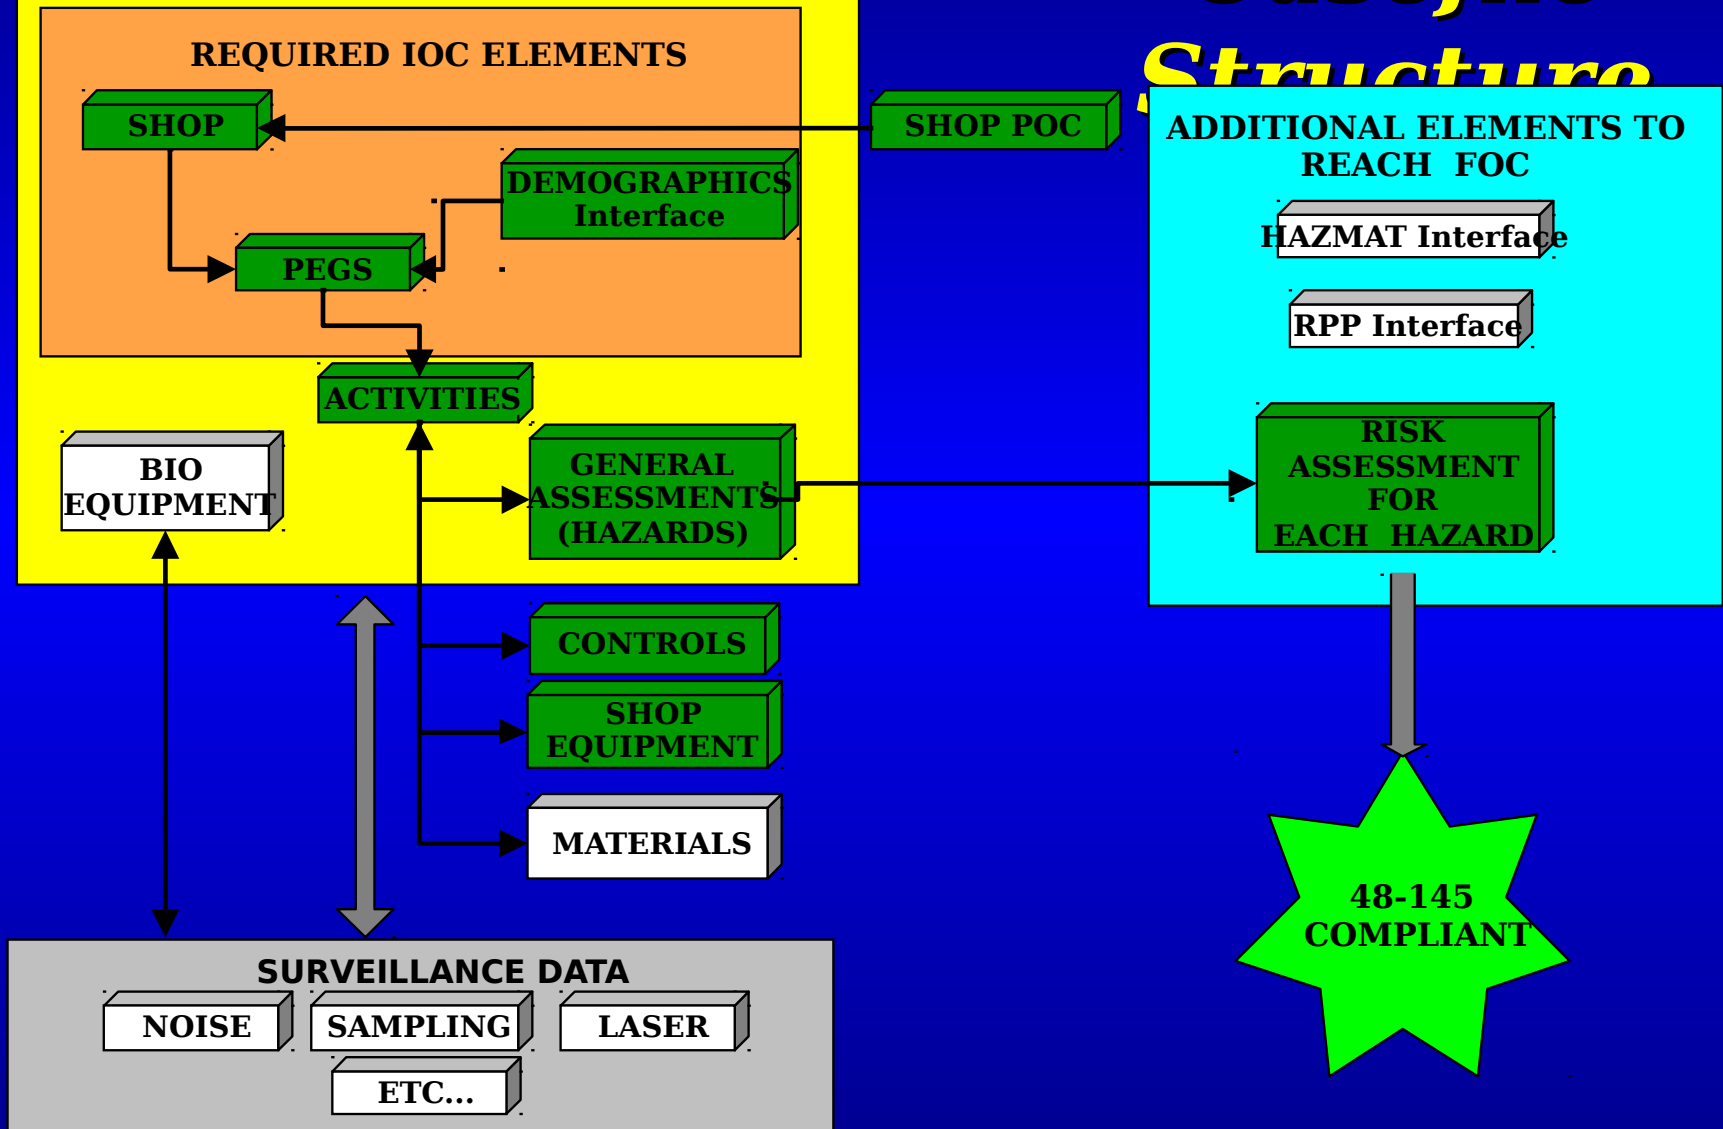 Structure
REQUIRED IOC ELEMENTS
SHOP
SHOP POC
DEMOGRAPHICS
Interface
PEGS
ACTIVITIES
BIO
EQUIPMENT
GENERAL
ASSESSMENTS
(HAZARDS)
CONTROLS
SHOP
EQUIPMENT
MATERIALS
ADDITIONAL ELEMENTS TO
REACH FOC
HAZMAT Interface
RPP Interface
RISK
ASSESSMENT
FOR
EACH HAZARD
48-145
COMPLIANT
SURVEILLANCE DATA
NOISE
SAMPLING
LASER
ETC...